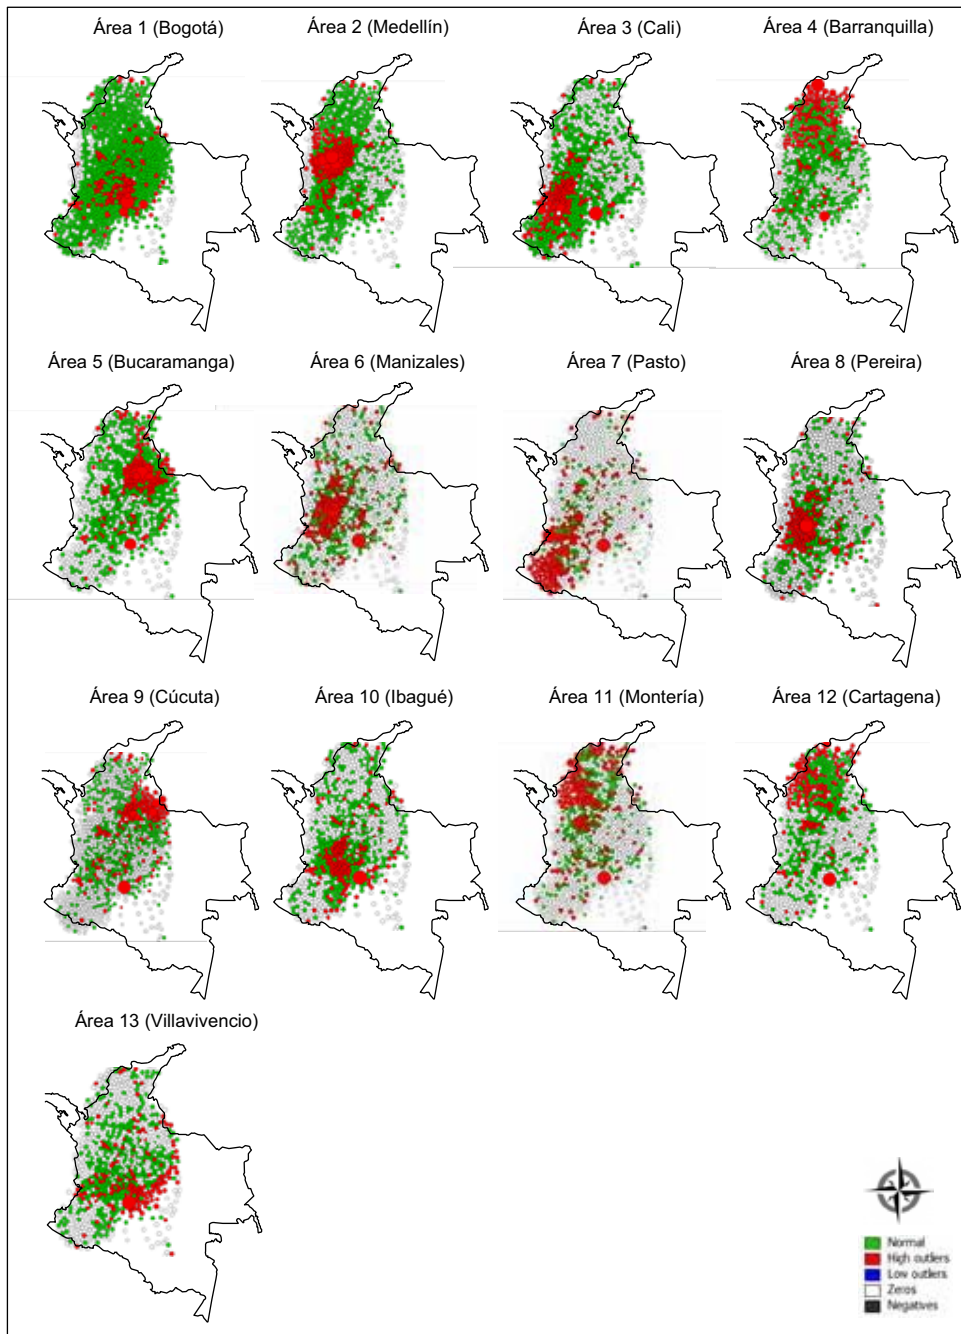 Área 1 (Bogotá)
Área 2 (Medellín)
Área 3 (Cali)
Área 4 (Barranquilla)
Área 5 (Bucaramanga)
Área 6 (Manizales)
Área 7 (Pasto)
Área 8 (Pereira)
Área 9 (Cúcuta)
Área 10 (Ibagué)
Área 11 (Montería)
Área 12 (Cartagena)
Área 13 (Villavivencio)
Normal
High outliers
Low outliers
Zeros
Negatives